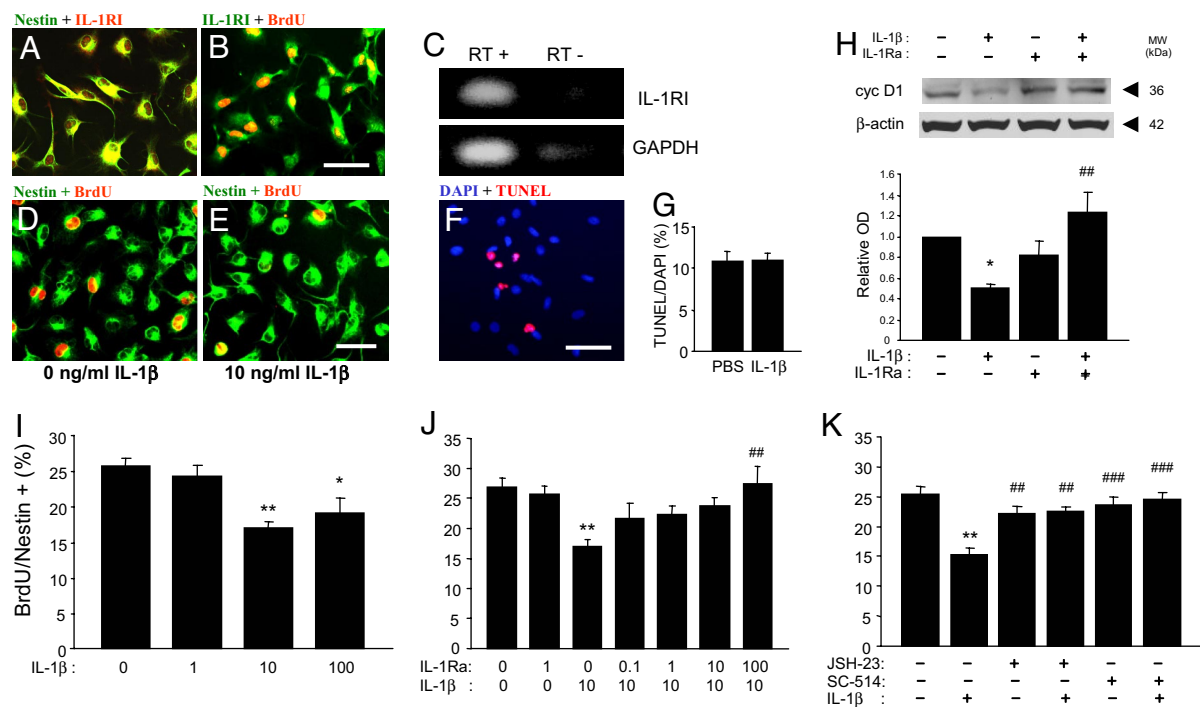 Nestin + IL-1RI
A
IL-1RI + BrdU
B
C
RT +
RT -
IL-1RI
GAPDH
Nestin + BrdU
D
Nestin + BrdU
E
0 ng/ml IL-1β
10 ng/ml IL-1β
DAPI + TUNEL
F
G
TUNEL/DAPI (%)
15
10
5
0
PBS
IL-1β
H
IL-1β : - + - +
IL-1Ra : - - + +
MW
(kDa)
cyc D1
36
β-actin
42
Relative OD
1.6
1.4
1.2
1.0
0.8
0.6
0.4
0.2
0
*
##
IL-1β : - + - +
IL-1Ra : - - + +
I
BrdU/Nestin + (%)
30
25
20
15
10
5
0
**
*
IL-1β : 0 1 10 100
J
35
30
25
20
15
10
5
0
**
##
IL-1Ra: 0 1 0 0.1 1 10 100
IL-1β : 0 0 10 10 10 10 10
K
35
30
25
20
15
10
5
0
**
##
##
###
###
JSH-23: - - + + - -
SC-514: - - - - + +
IL-1β : - + - + - +